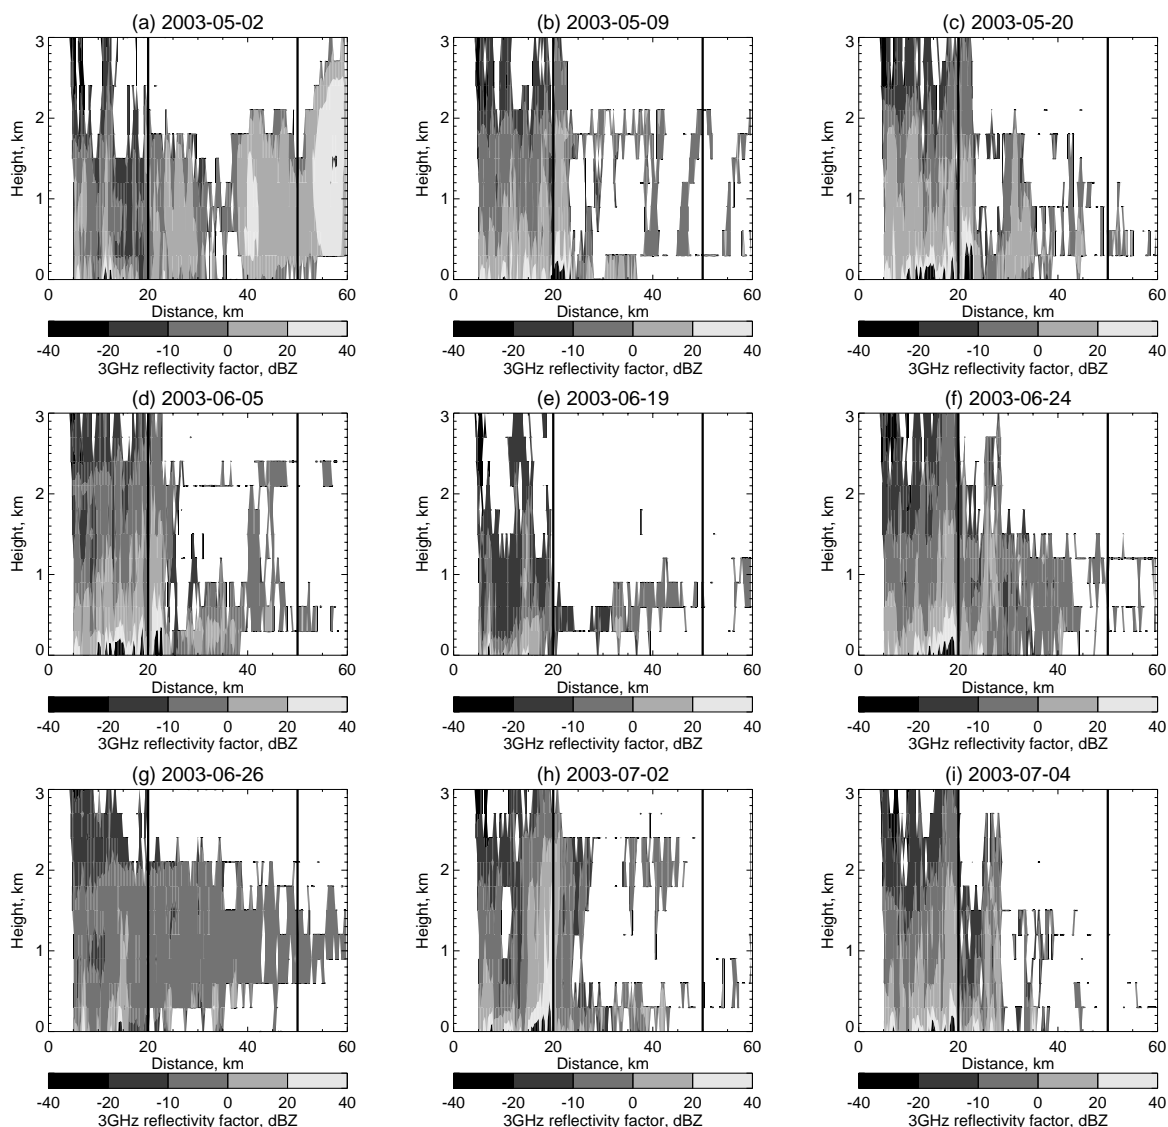 (a) 2003-05-02 (b) 2003-05-09 (c) 2003-05-20
3 3 3
2 2 2
Height, km Height, km Height, km
1 1 1
0 0 0
0 20 40 60 0 20 40 60 0 20 40 60
Distance, km Distance, km Distance, km
-40 -20 -10 0 20 40 -40 -20 -10 0 20 40 -40 -20 -10 0 20 40
3GHz reflectivity factor, dBZ 3GHz reflectivity factor, dBZ 3GHz reflectivity factor, dBZ
(d) 2003-06-05 (e) 2003-06-19 (f) 2003-06-24
3 3 3
2 2 2
Height, km Height, km Height, km
1 1 1
0 0 0
0 20 40 60 0 20 40 60 0 20 40 60
Distance, km Distance, km Distance, km
-40 -20 -10 0 20 40 -40 -20 -10 0 20 40 -40 -20 -10 0 20 40
3GHz reflectivity factor, dBZ 3GHz reflectivity factor, dBZ 3GHz reflectivity factor, dBZ
(g) 2003-06-26 (h) 2003-07-02 (i) 2003-07-04
3 3 3
2 2 2
Height, km Height, km Height, km
1 1 1
0 0 0
0 20 40 60 0 20 40 60 0 20 40 60
Distance, km Distance, km Distance, km
-40 -20 -10 0 20 40 -40 -20 -10 0 20 40 -40 -20 -10 0 20 40
3GHz reflectivity factor, dBZ 3GHz reflectivity factor, dBZ 3GHz reflectivity factor, dBZ